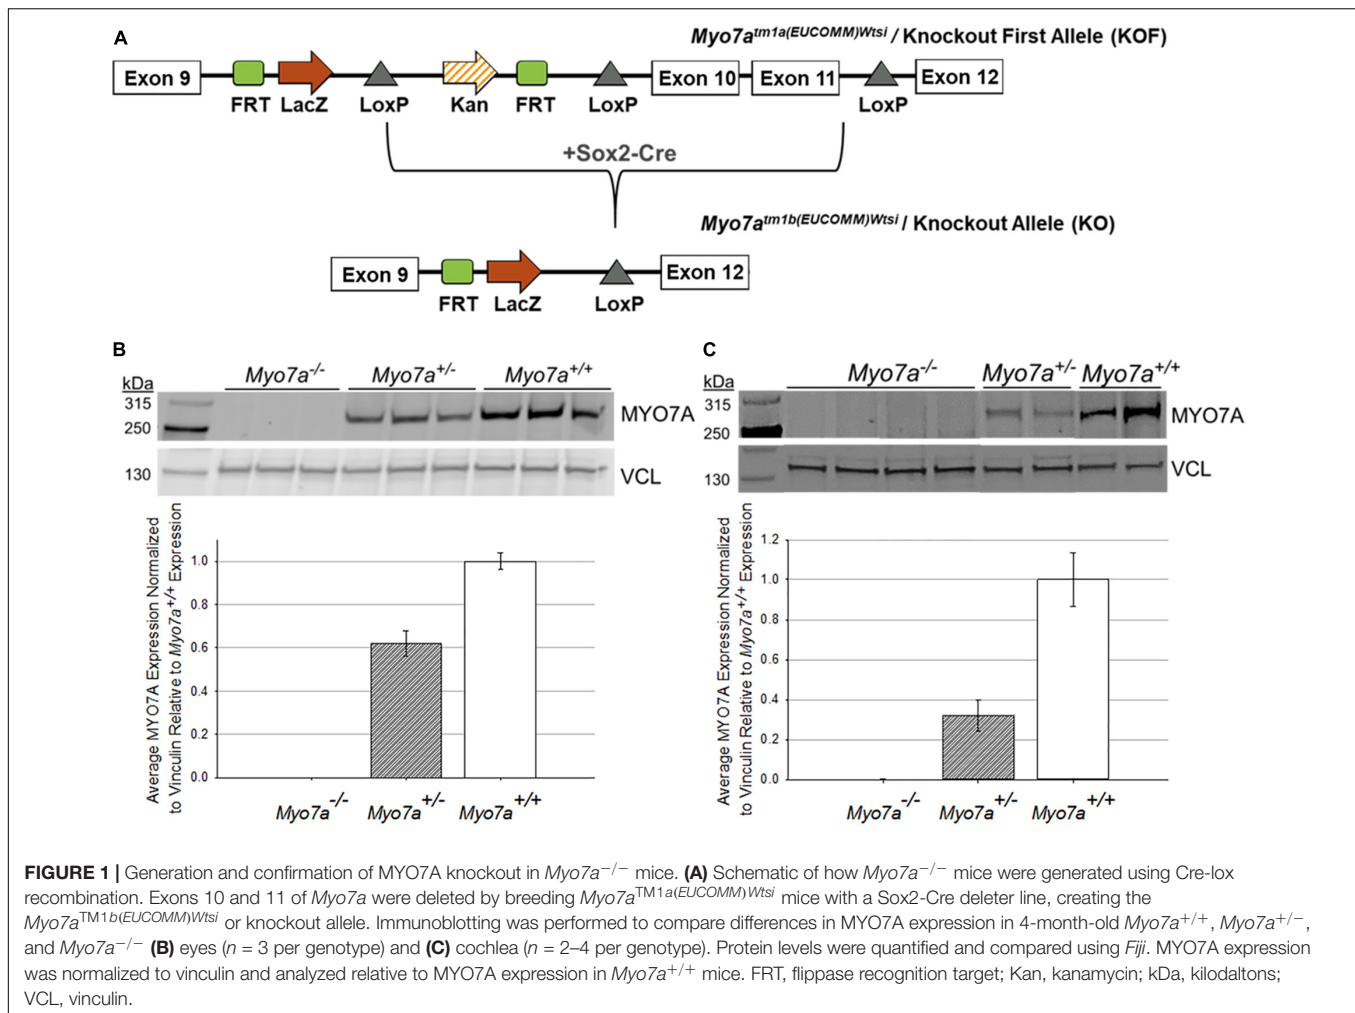 A
Myo7a^tm1a(EUCOMM)Wtsi / Knockout First Allele (KOF)
Exon 9
Exon 10
Exon 11
Exon 12
FRT
LacZ
LoxP
Kan
FRT
LoxP
LoxP
+Sox2-Cre
Myo7a^tm1b(EUCOMM)Wtsi / Knockout Allele (KO)
Exon 9
Exon 12
FRT
LacZ
LoxP
B
Myo7a-/-
Myo7a+/-
Myo7a+/+
kDa
315
250
130
MYO7A
VCL
Average MYO7A Expression Normalized
to Vinculin Relative to Myo7a+/+ Expression
1.0
0.8
0.6
0.4
0.2
0.0
Myo7a-/-
Myo7a+/-
Myo7a+/+
C
Myo7a-/-
Myo7a+/-
Myo7a+/+
kDa
315
250
130
MYO7A
VCL
Average MYO7A Expression Normalized
to Vinculin Relative to Myo7a+/+ Expression
1.2
1.0
0.8
0.6
0.4
0.2
0.0
Myo7a-/-
Myo7a+/-
Myo7a+/+
FIGURE 1 | Generation and confirmation of MYO7A knockout in Myo7a−/− mice. (A) Schematic of how Myo7a−/− mice were generated using Cre-lox
recombination. Exons 10 and 11 of Myo7a were deleted by breeding Myo7a^TM1a(EUCOMM)Wtsi mice with a Sox2-Cre deleter line, creating the
Myo7a^TM1b(EUCOMM)Wtsi or knockout allele. Immunoblotting was performed to compare differences in MYO7A expression in 4-month-old Myo7a+/+, Myo7a+/−,
and Myo7a−/− (B) eyes (n = 3 per genotype) and (C) cochlea (n = 2–4 per genotype). Protein levels were quantified and compared using Fiji. MYO7A expression
was normalized to vinculin and analyzed relative to MYO7A expression in Myo7a+/+ mice. FRT, flippase recognition target; Kan, kanamycin; kDa, kilodaltons;
VCL, vinculin.